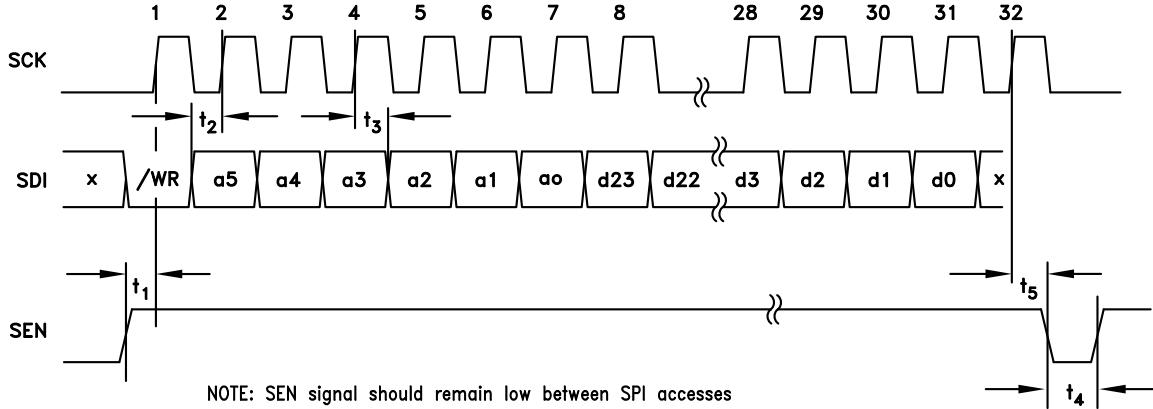 1 2 3 4 5 6 7 8 28 29 30 31 32
SCK
t2 t3
SDI x /WR a5 a4 a3 a2 a1 ao d23 d22 d3 d2 d1 d0 x
t1 t5
SEN
NOTE: SEN signal should remain low between SPI accesses
t4